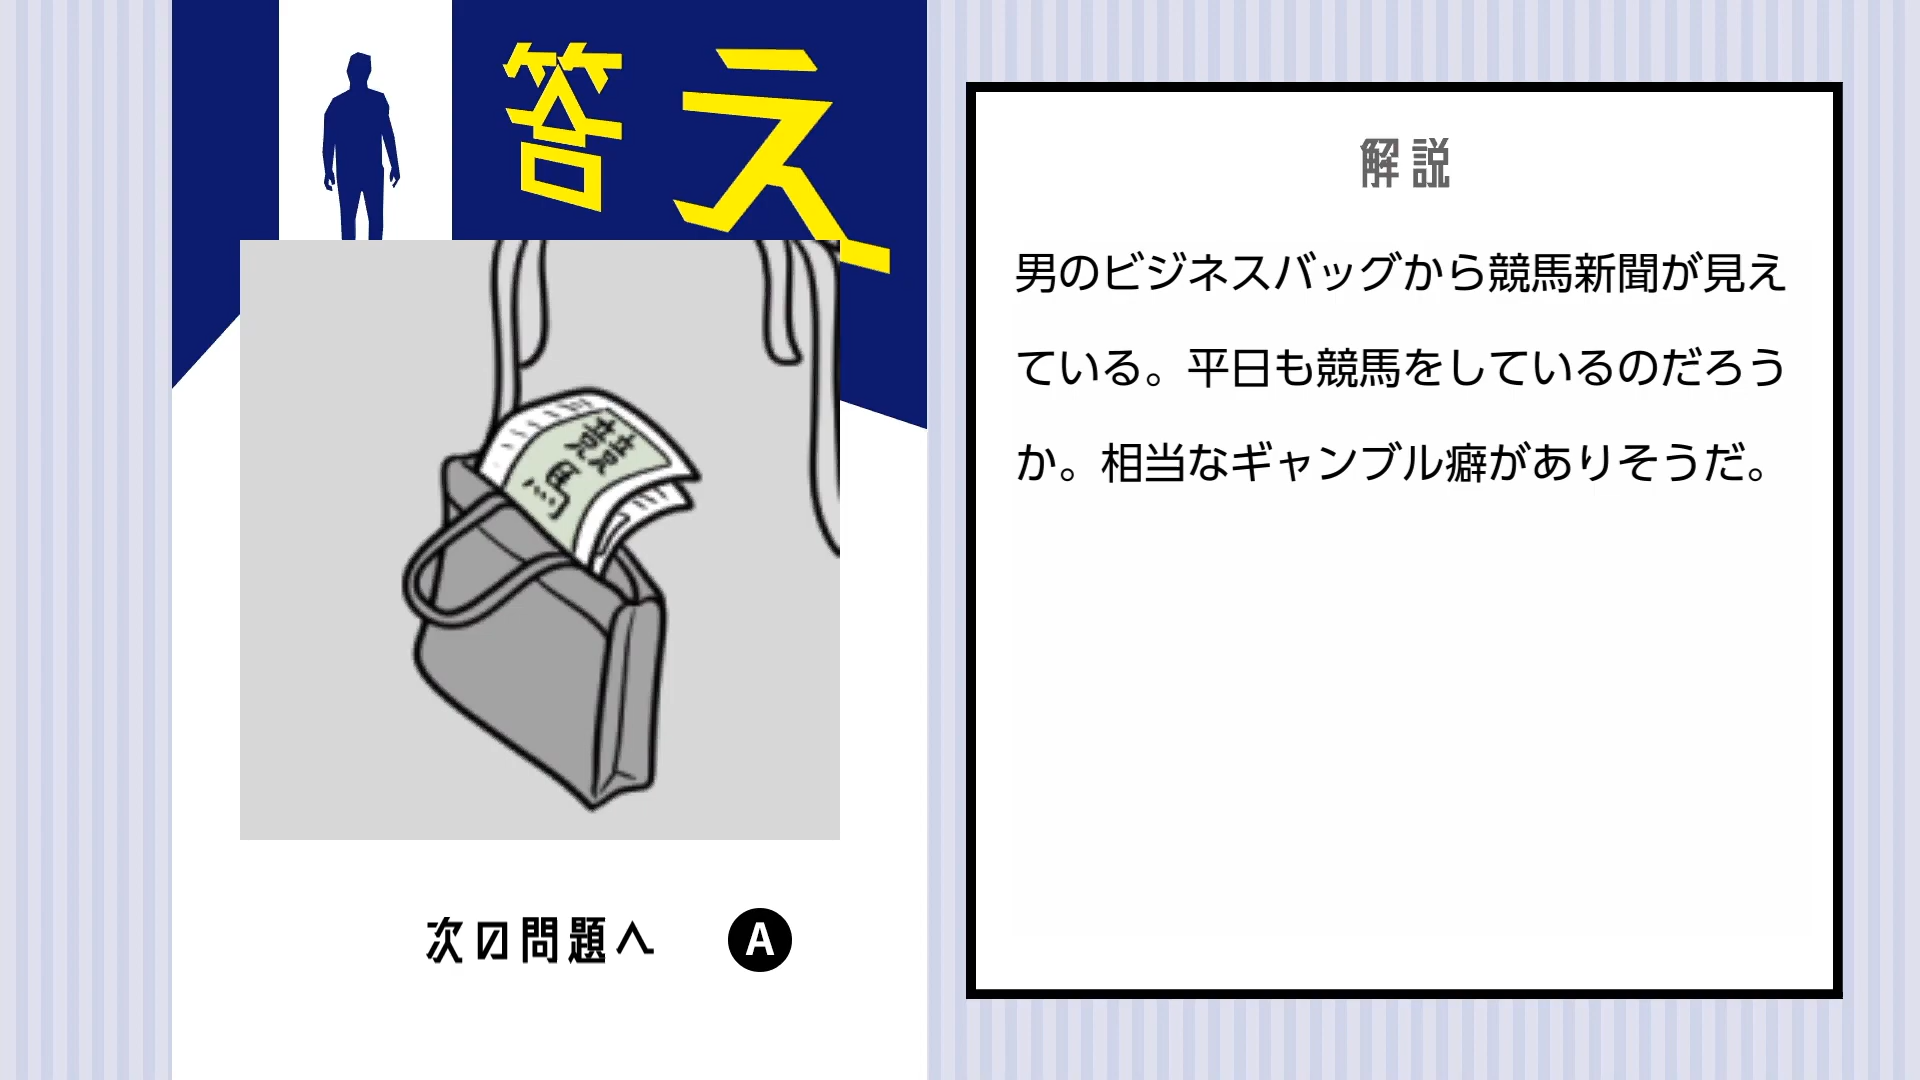 答え
競馬
次の問題へ A
解説
男のビジネスバッグから競馬新聞が見え
ている。平日も競馬をしているのだろう
か。相当なギャンブル癖がありそうだ。